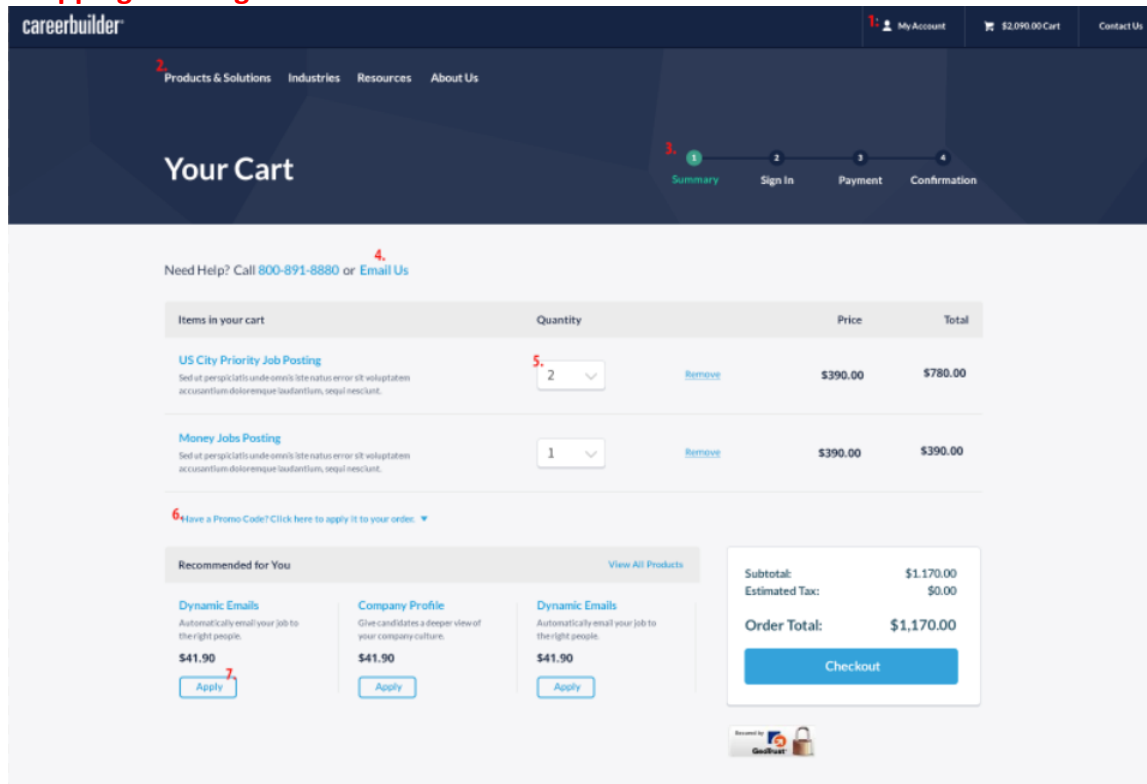 careerbuilder
1: My Account $2,090.00 Cart Contact Us
2.
Products & Solutions Industries Resources About Us
Your Cart
3. 1 2 3 4
Summary Sign In Payment Confirmation
4.
Need Help? Call 800-891-8880 or Email Us
Items in your cart Quantity Price Total
US City Priority Job Posting
Sed ut perspiciatis unde omnis iste natus error sit voluptatem
accusantium doloremque laudantium, sequi nesciunt.
5.
2 Remove $390.00 $780.00
Money Jobs Posting
Sed ut perspiciatis unde omnis iste natus error sit voluptatem
accusantium doloremque laudantium, sequi nesciunt.
1 Remove $390.00 $390.00
6. Have a Promo Code? Click here to apply it to your order.
Recommended for You View All Products
Dynamic Emails
Automatically email your job to
the right people.
$41.90
7.
Apply
Company Profile
Give candidates a deeper view of
your company culture.
$41.90
Apply
Dynamic Emails
Automatically email your job to
the right people.
$41.90
Apply
Subtotal: $1.170.00
Estimated Tax: $0.00
Order Total: $1,170.00
Checkout
Secured by
GeoTrust